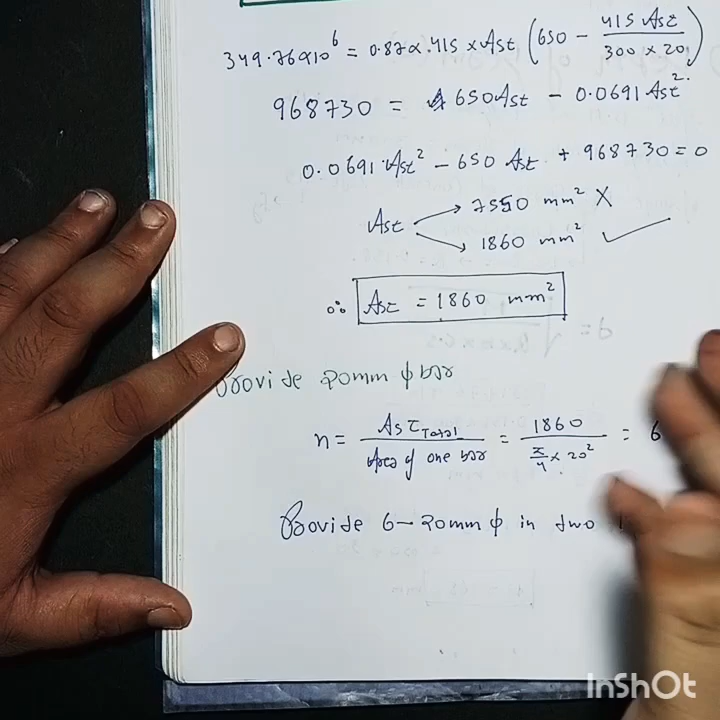 349.76×10⁶ = 0.87×.415 × Ast (650 − 415 Ast / 300 × 20)
968730 = 650Ast − 0.0691 Ast².
0.0691 Ast² − 650 Ast + 968730 = 0
Ast → 7550 mm² X
→ 1860 mm² ✓
∴ Ast = 1860 mm²
Provide 20mm ϕ bar
n = Ast Total / Area of one bar = 1860 / π/4 × 20² = 6
Provide 6 – 20mm ϕ in two
InShOt